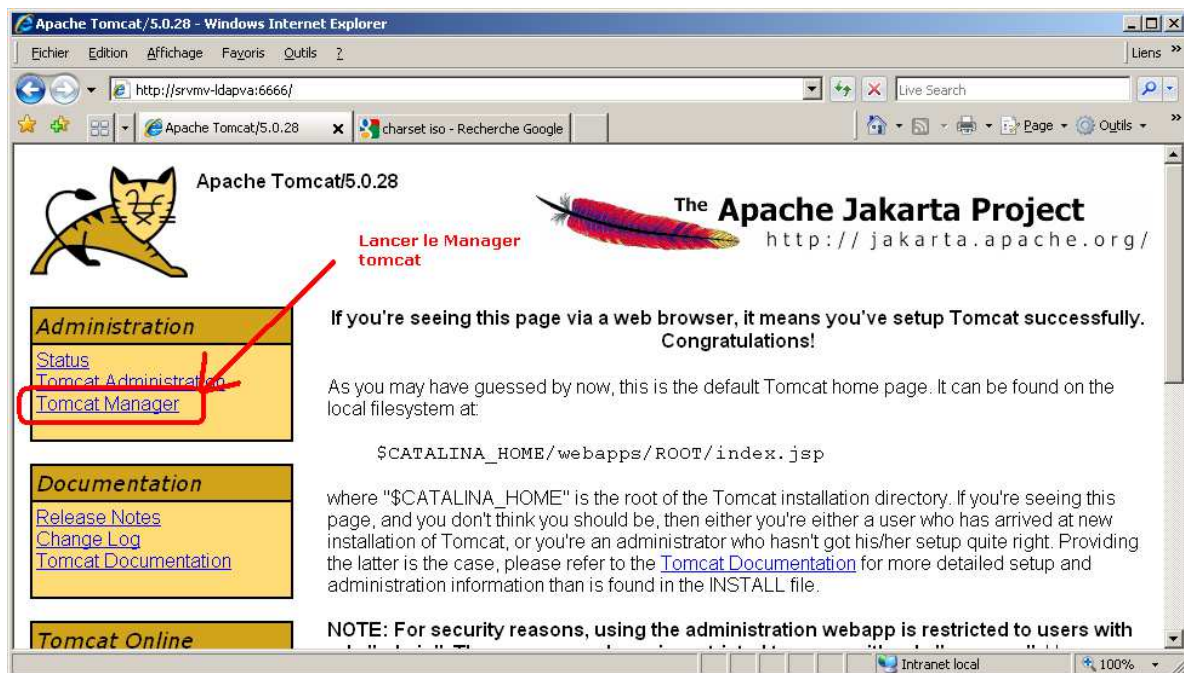 Apache Tomcat/5.0.28 - Windows Internet Explorer
Fichier Edition Affichage Favoris Outils ?
Liens »
http://srvmv-ldapva:6666/
Live Search
Apache Tomcat/5.0.28
charset iso - Recherche Google
Page
Outils
»
Apache Tomcat/5.0.28
The Apache Jakarta Project
http://jakarta.apache.org/
Lancer le Manager
tomcat
Administration
Status
Tomcat Administration
Tomcat Manager
Documentation
Release Notes
Change Log
Tomcat Documentation
Tomcat Online
If you're seeing this page via a web browser, it means you've setup Tomcat successfully.
Congratulations!
As you may have guessed by now, this is the default Tomcat home page. It can be found on the
local filesystem at:
$CATALINA_HOME/webapps/ROOT/index.jsp
where "$CATALINA_HOME" is the root of the Tomcat installation directory. If you're seeing this
page, and you don't think you should be, then either you're either a user who has arrived at new
installation of Tomcat, or you're an administrator who hasn't got his/her setup quite right. Providing
the latter is the case, please refer to the Tomcat Documentation for more detailed setup and
administration information than is found in the INSTALL file.
NOTE: For security reasons, using the administration webapp is restricted to users with
Intranet local
100%